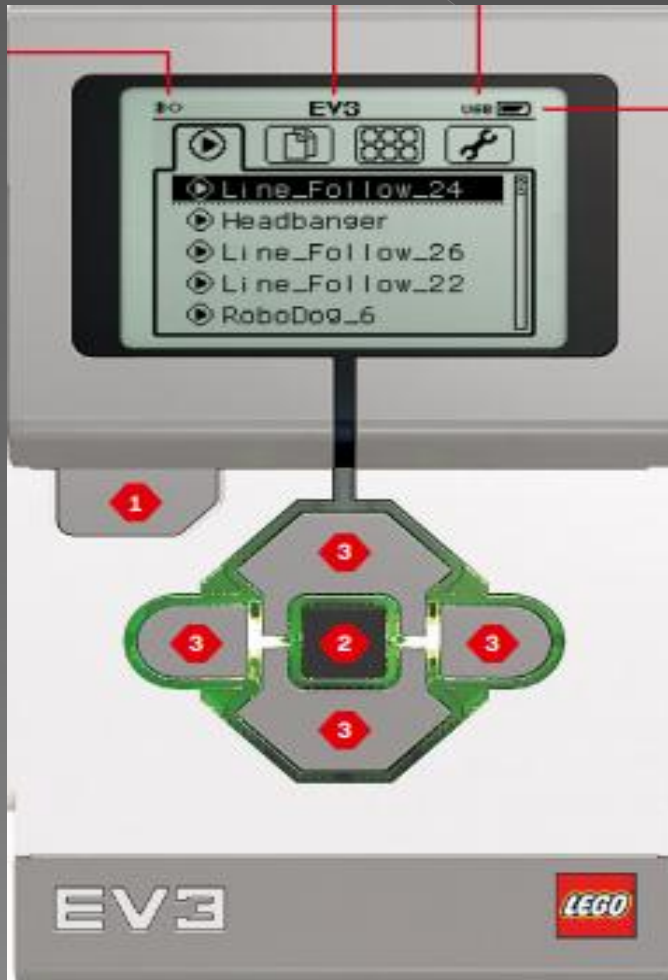 EV3 USB
Line_Follow_24
Headbanger
Line_Follow_26
Line_Follow_22
RoboDog_6
1
3
3 2 3
3
EV3 LEGO